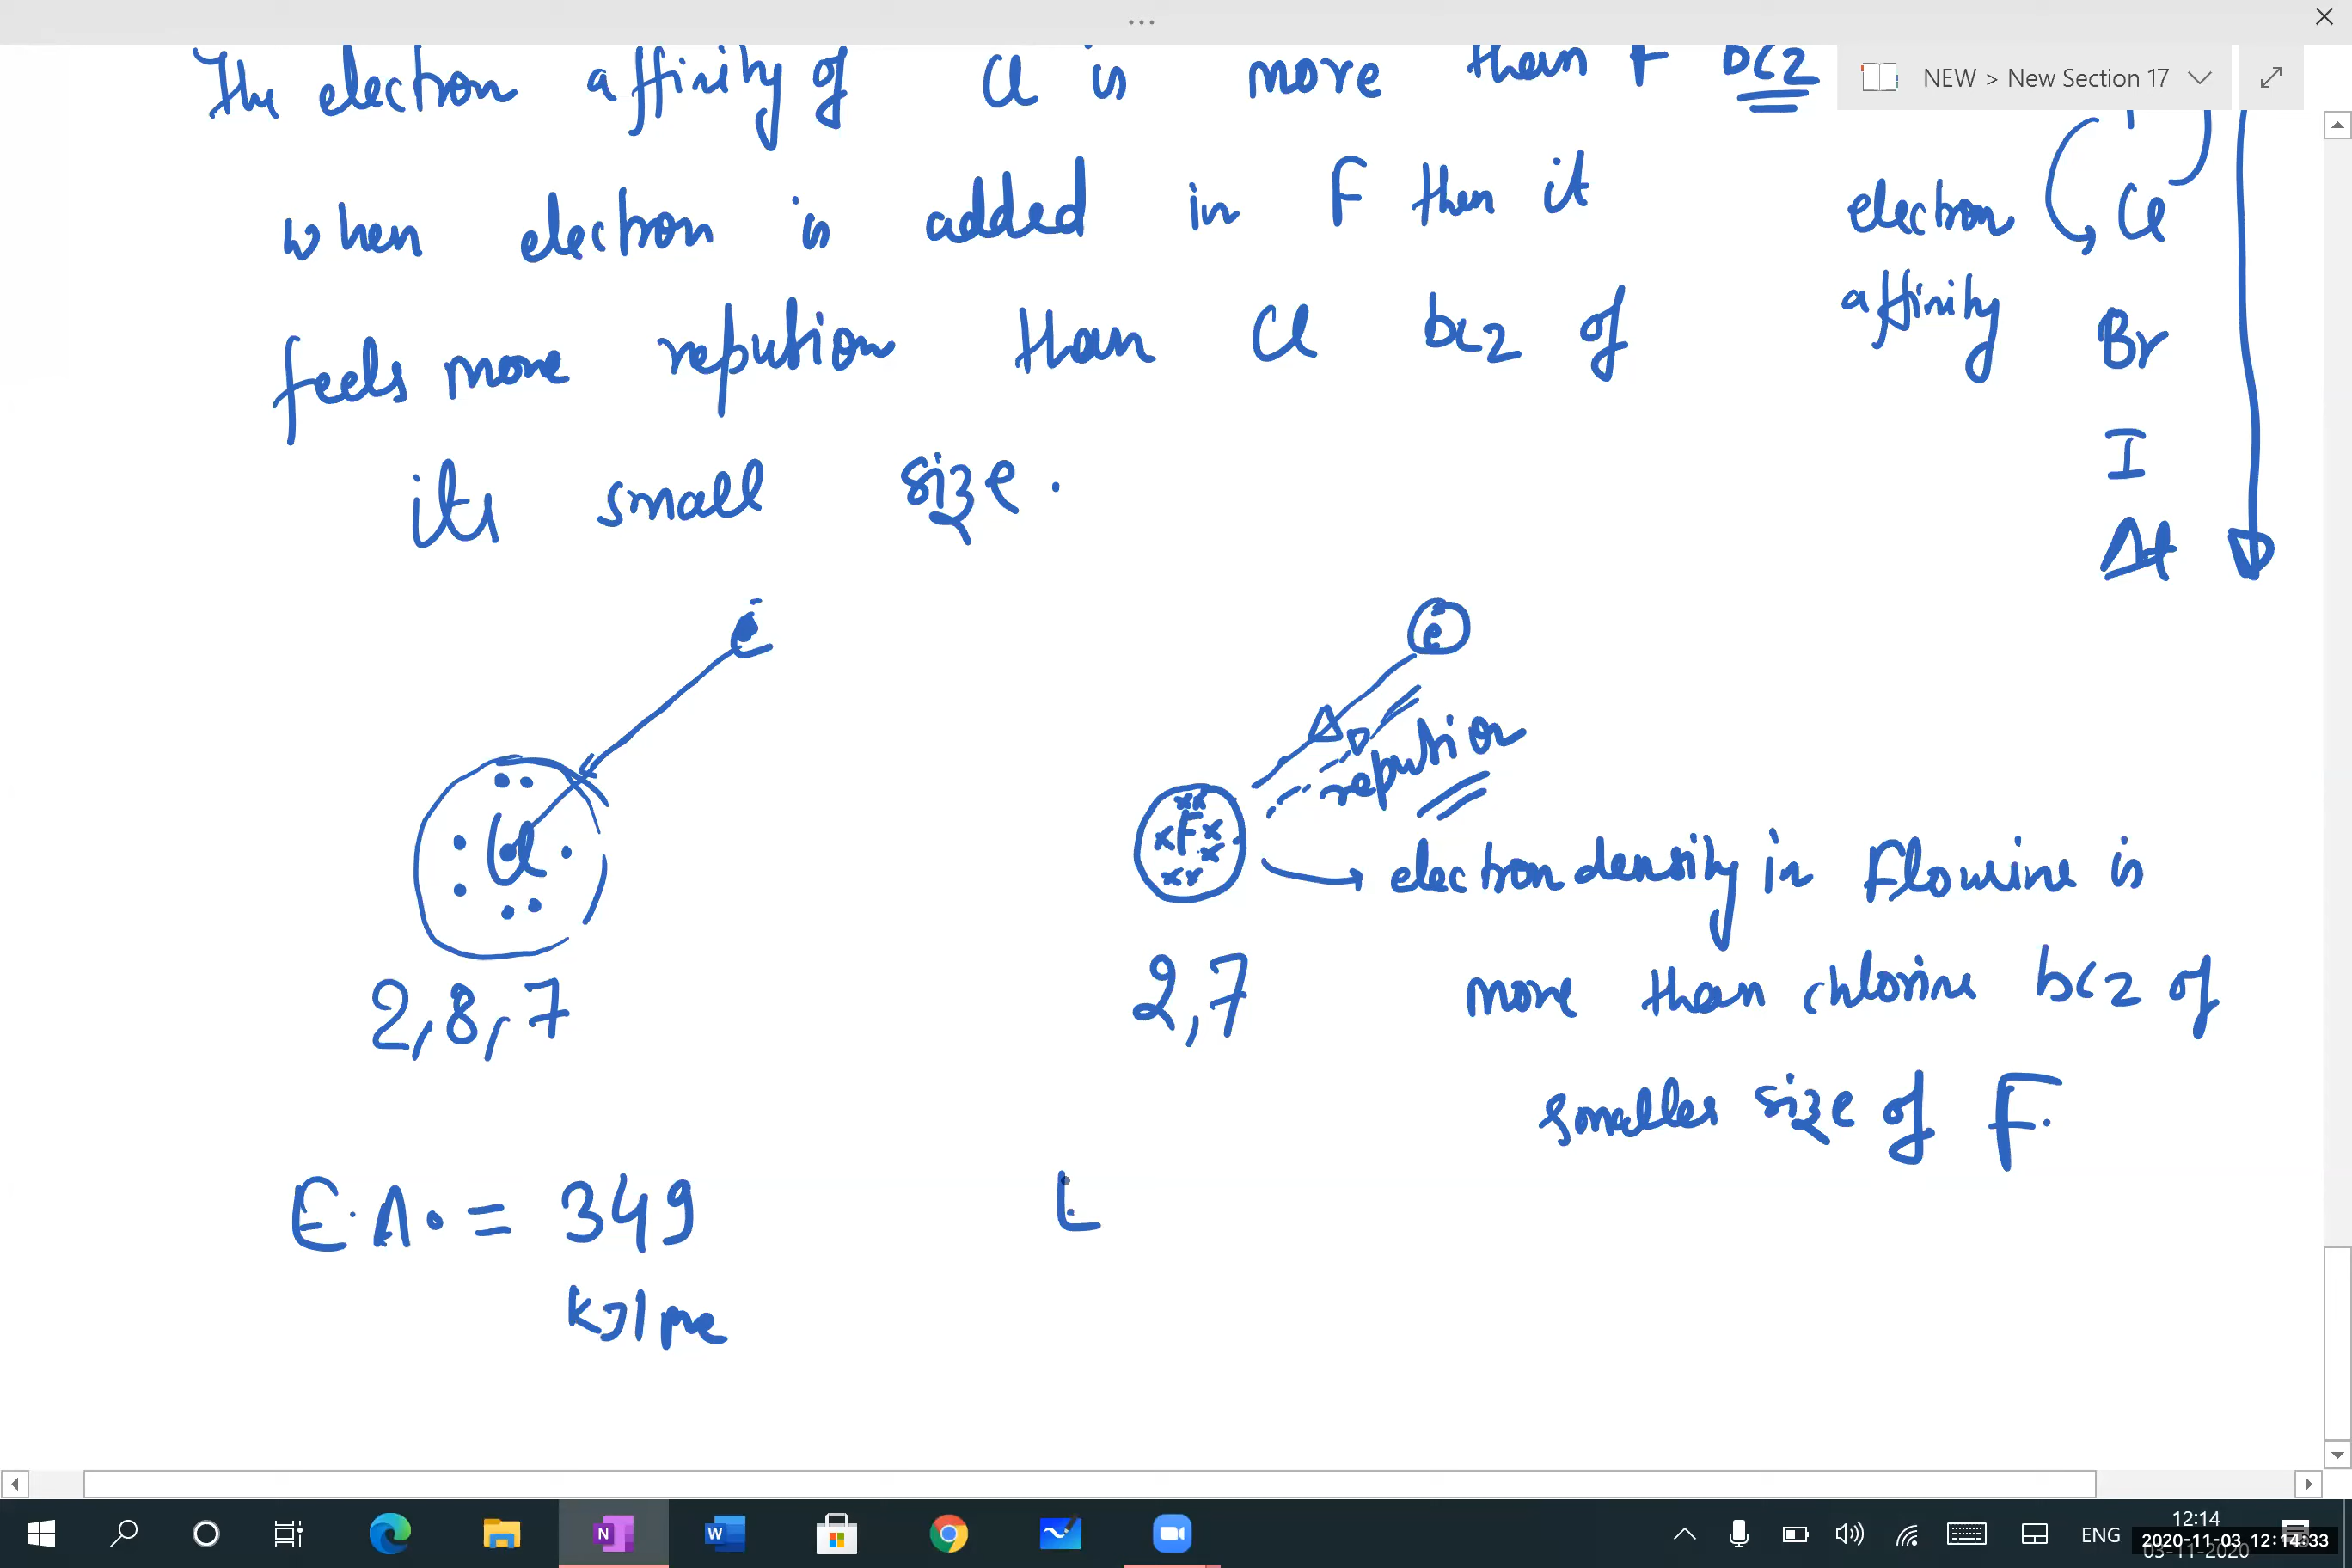 NEW > New Section 17
The electron affinity of Cl is more than F bcz
when electron is added in F then it
feels more repulsion than Cl bcz of
its small size.
electron
affinity
Cl
Br
I
At
e
repulsion
Cl
F
electron density in Flourine is
more than chlorine bcz of
smaller size of F.
2,8,7
2,7
E.A. = 349
kJ/
N
W
ENG
12:14
2020-11-03 12:14:33
03-11-2020